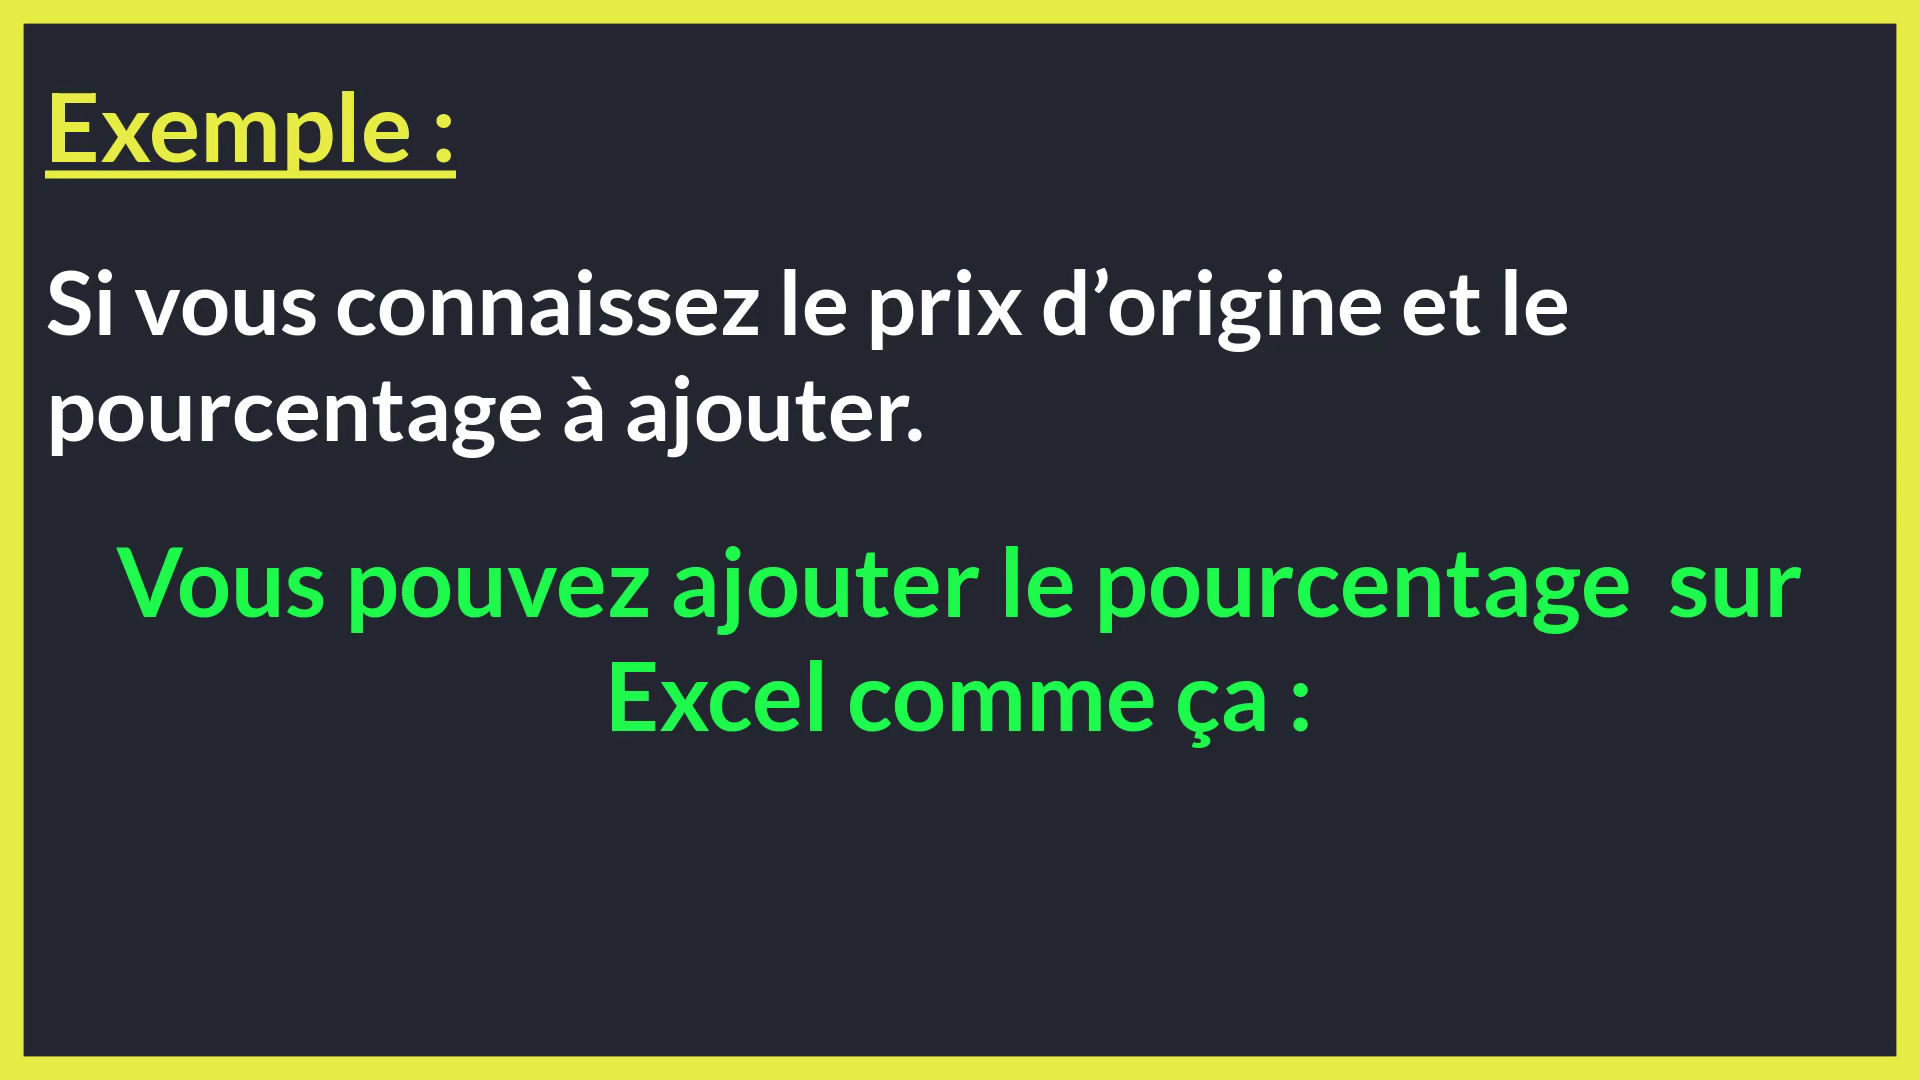 Exemple :
Si vous connaissez le prix d’origine et le
pourcentage à ajouter.
Vous pouvez ajouter le pourcentage  sur
Excel comme ça :